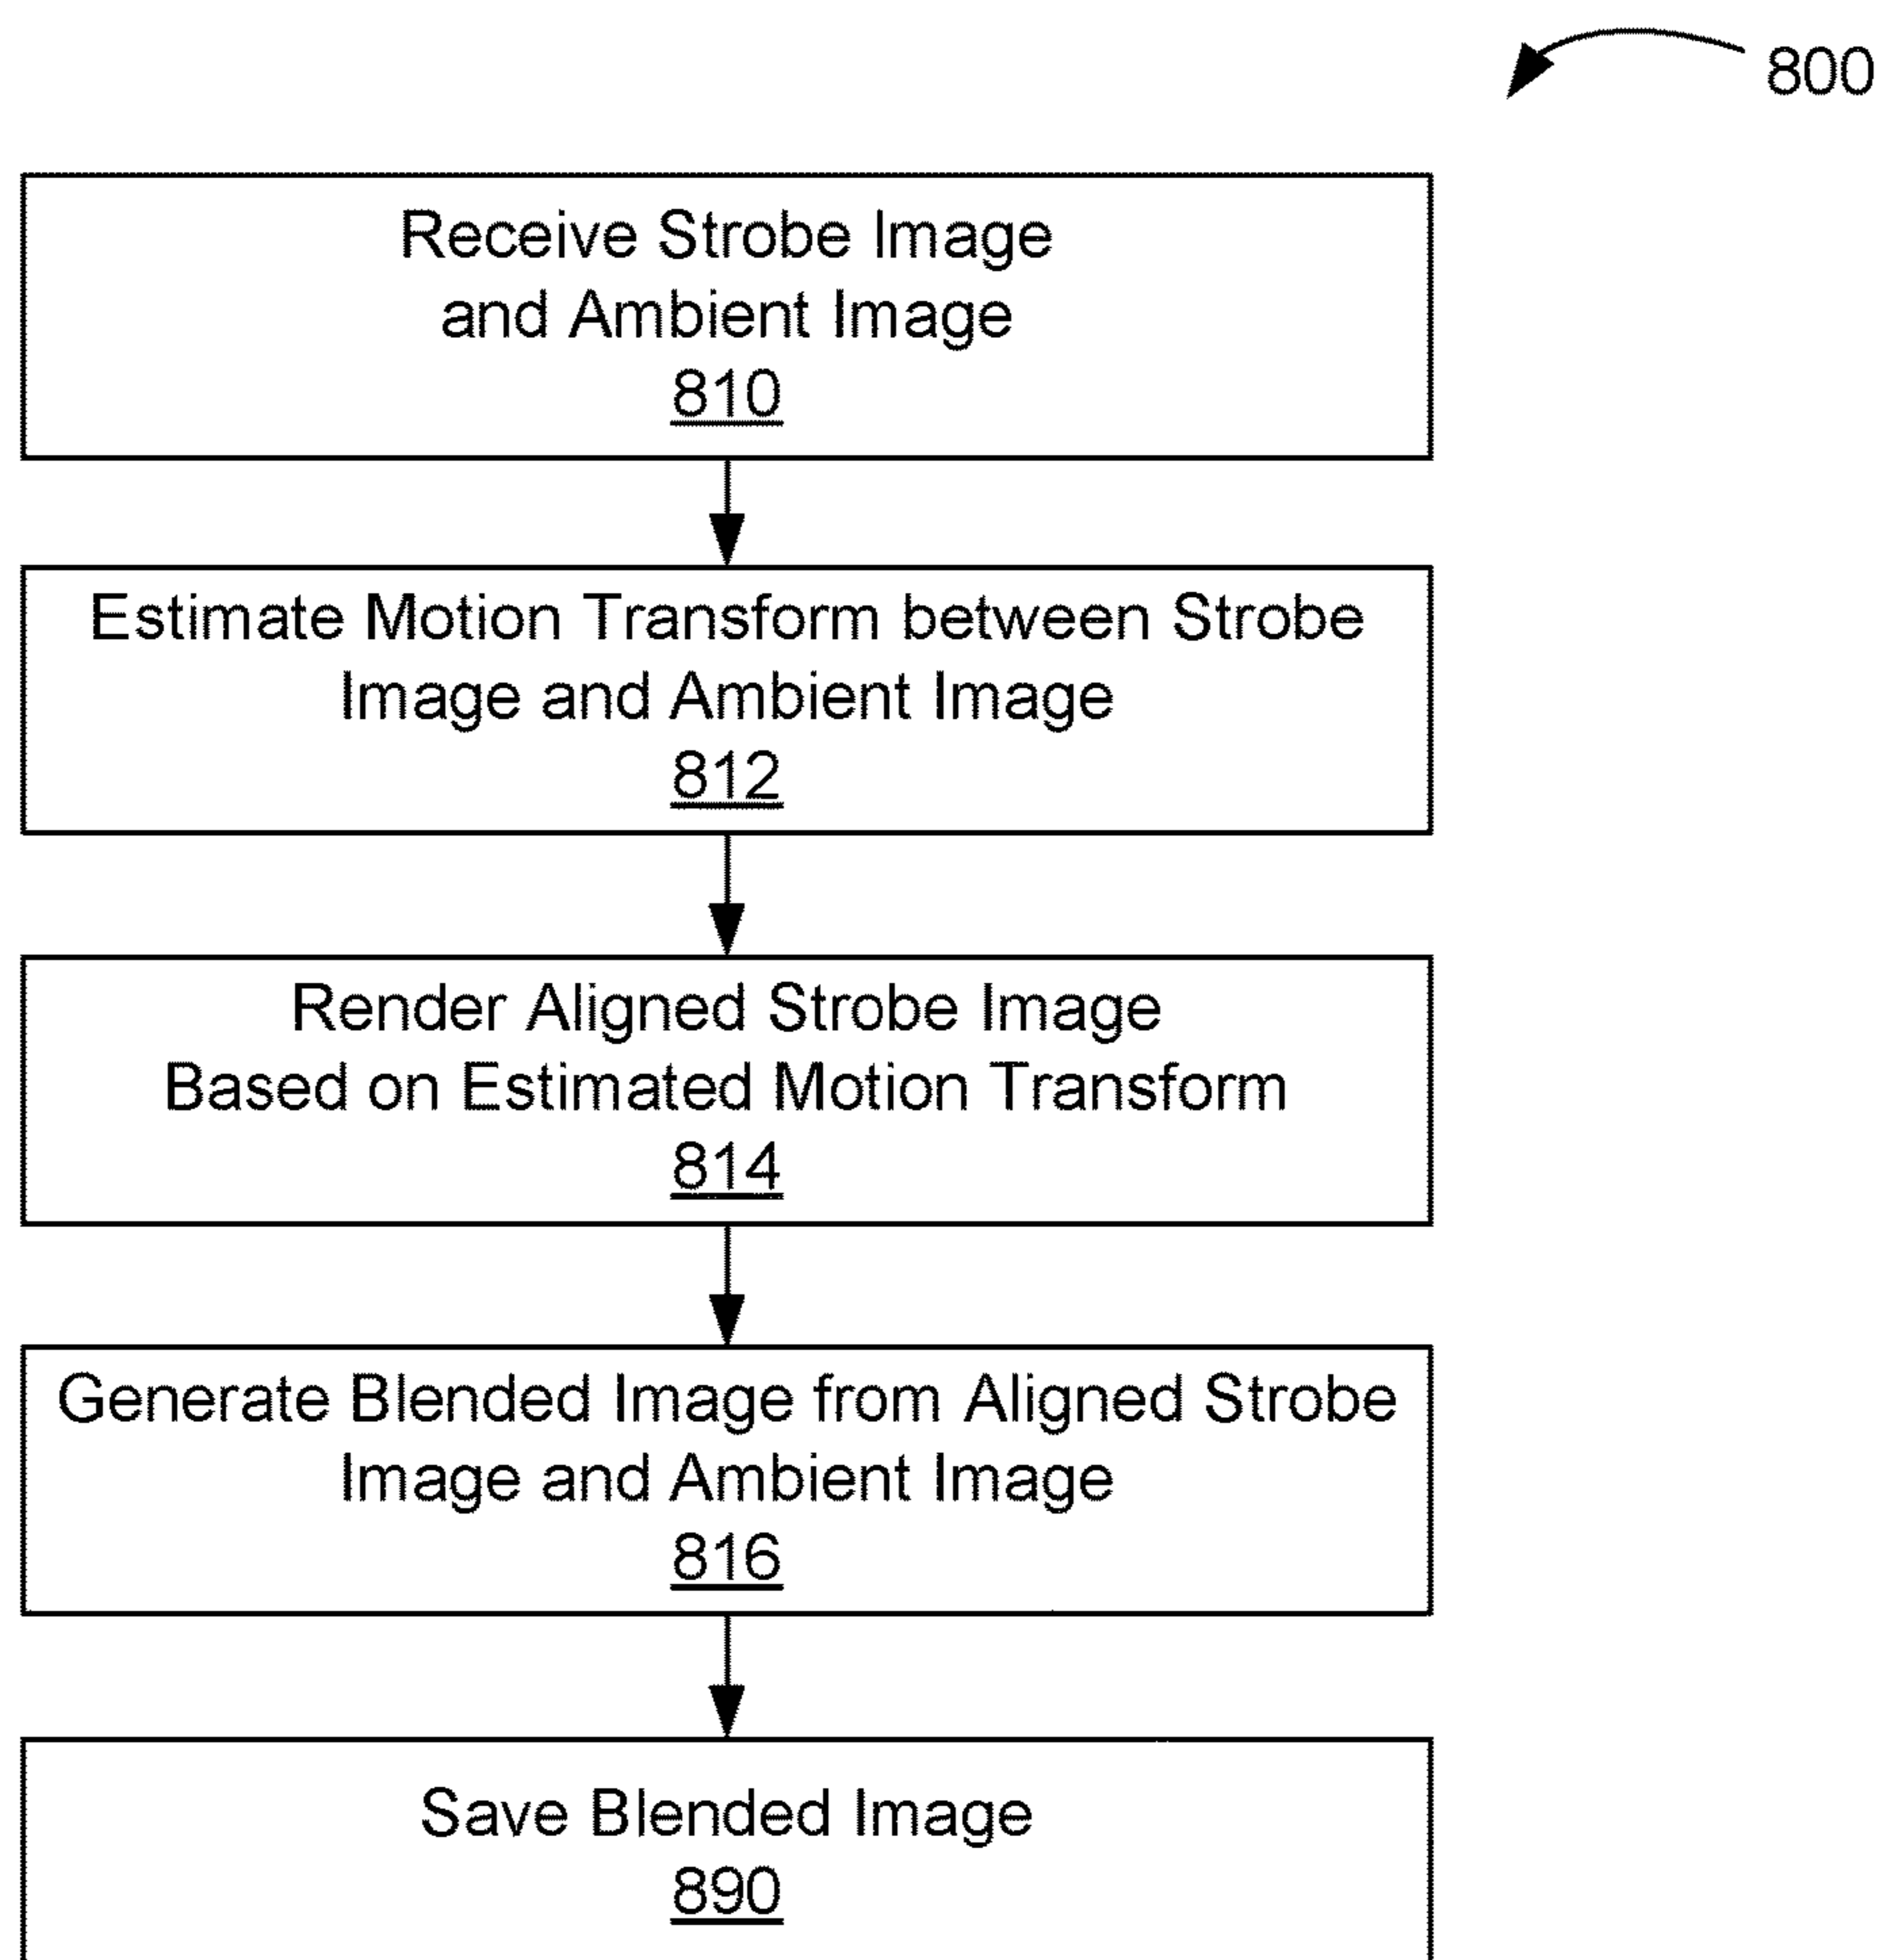 800
Receive Strobe Image
and Ambient Image
810
Estimate Motion Transform between Strobe
Image and Ambient Image
812
Render Aligned Strobe Image
Based on Estimated Motion Transform
814
Generate Blended Image from Aligned Strobe
Image and Ambient Image
816
Save Blended Image
890